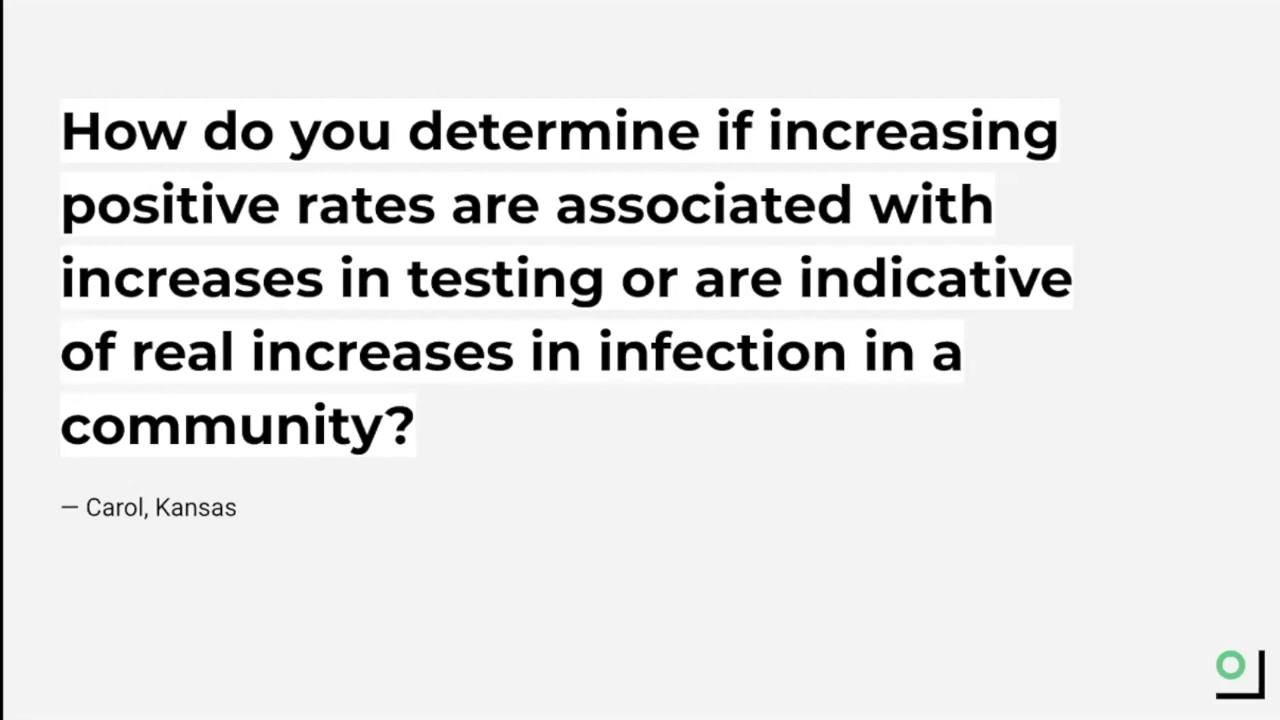 How do you determine if increasing
positive rates are associated with
increases in testing or are indicative
of real increases in infection in a
community?
— Carol, Kansas